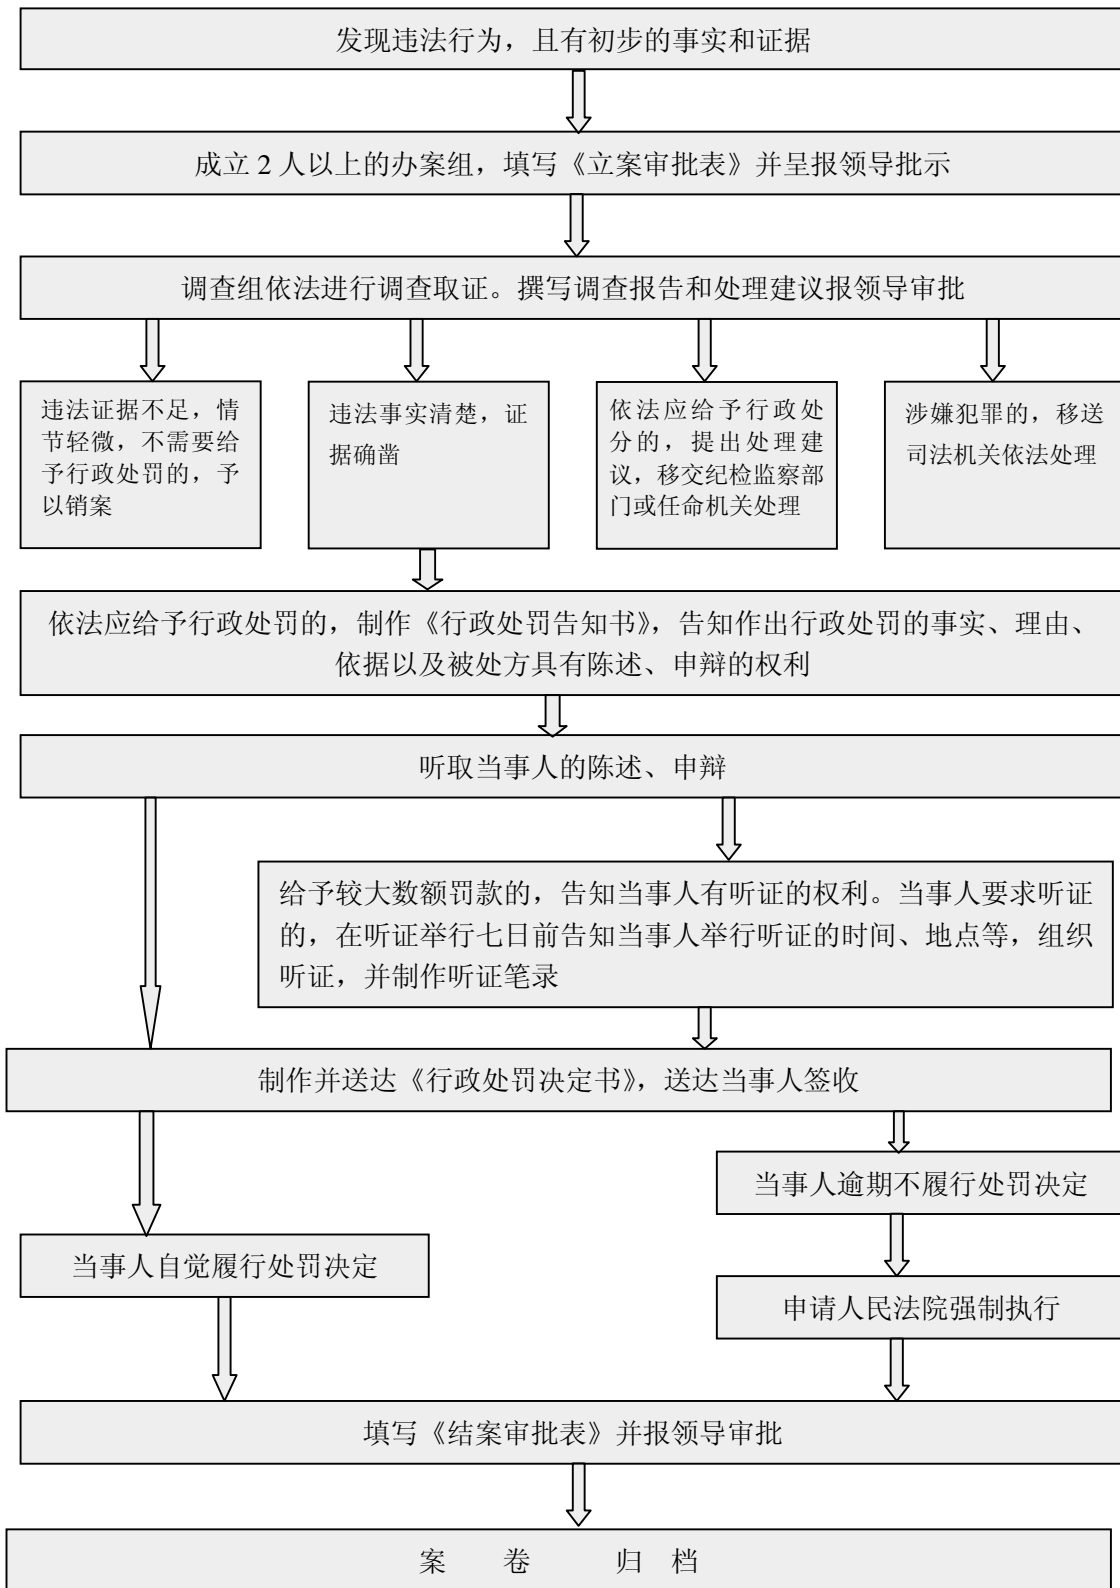 发现违法行为，且有初步的事实和证据
成立 2 人以上的办案组，填写《立案审批表》并呈报领导批示
调查组依法进行调查取证。撰写调查报告和处理建议报领导审批
违法证据不足，情
节轻微，不需要给
予行政处罚的，予
以销案
违法事实清楚，证
据确凿
依法应给予行政处
分的，提出处理建
议，移交纪检监察部
门或任命机关处理
涉嫌犯罪的，移送
司法机关依法处理
依法应给予行政处罚的，制作《行政处罚告知书》，告知作出行政处罚的事实、理由、
依据以及被处方具有陈述、申辩的权利
听取当事人的陈述、申辩
给予较大数额罚款的，告知当事人有听证的权利。当事人要求听证
的，在听证举行七日前告知当事人举行听证的时间、地点等，组织
听证，并制作听证笔录
制作并送达《行政处罚决定书》，送达当事人签收
当事人逾期不履行处罚决定
当事人自觉履行处罚决定
申请人民法院强制执行
填写《结案审批表》并报领导审批
案 卷 归 档